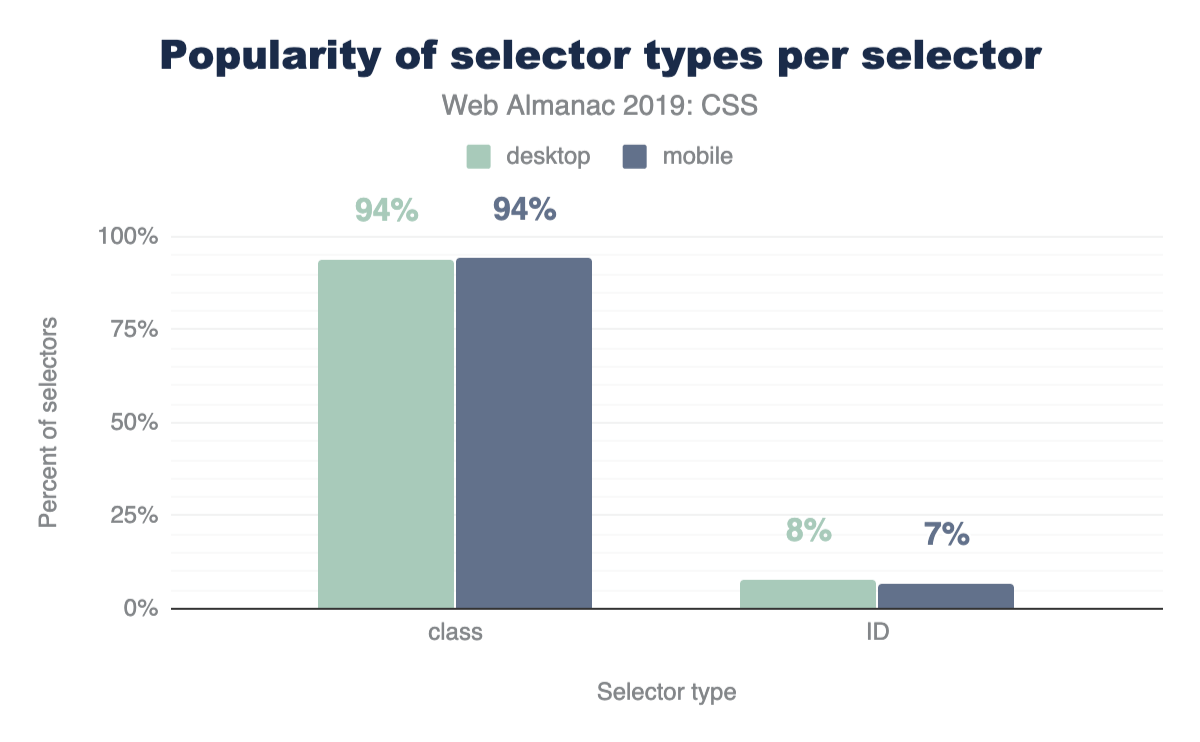 Popularity of selector types per selector
Web Almanac 2019: CSS
desktop mobile
94% 94%
100%
75%
50%
25%
0%
Percent of selectors
8% 7%
class ID
Selector type